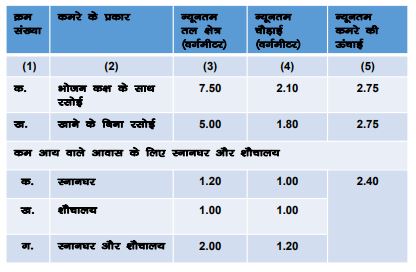 क्रम संख्या | कमरे के प्रकार | न्यूनतम तल क्षेत्र (वर्गमीटर) | न्यूनतम चौड़ाई (वर्गमीटर) | न्यूनतम कमरे की ऊंचाई
(1) | (2) | (3) | (4) | (5)
क. | भोजन कक्ष के साथ रसोई | 7.50 | 2.10 | 2.75
ख. | खाने के बिना रसोई | 5.00 | 1.80 | 2.75
कम आय वाले आवास के लिए स्नानघर और शौचालय
क. | स्नानघर | 1.20 | 1.00 | 2.40
ख. | शौचालय | 1.00 | 1.00
ग. | स्नानघर और शौचालय | 2.00 | 1.20